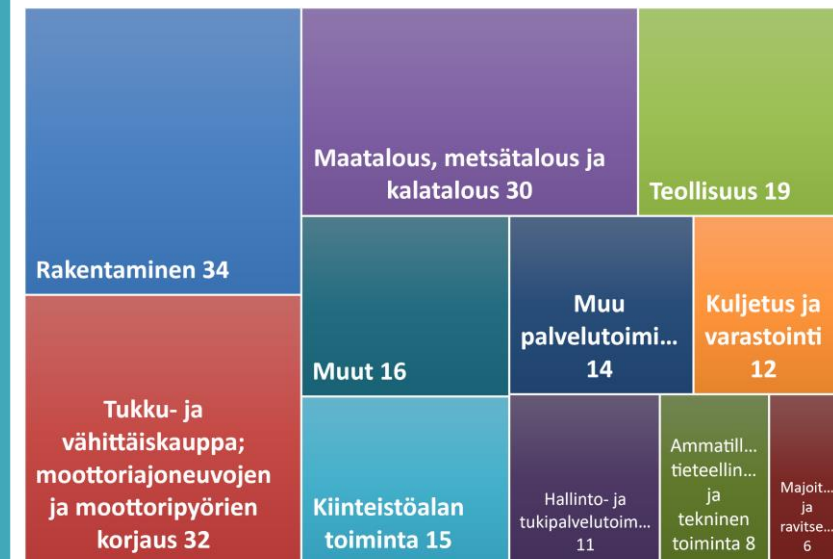 Rakentaminen 34
Maatalous, metsätalous ja
kalatalous 30
Teollisuus 19
Muut 16
Muu
palvelutoimi...
14
Kuljetus ja
varastointi
12
Tukku- ja
vähittäiskauppa;
moottoriajoneuvojen
ja moottoripyörien
korjaus 32
Kiinteistöalan
toiminta 15
Hallinto- ja
tukipalvelutoim...
11
Ammatill...
tieteellin...
ja
tekninen
toiminta 8
Majoit...
ja
ravitse...
6